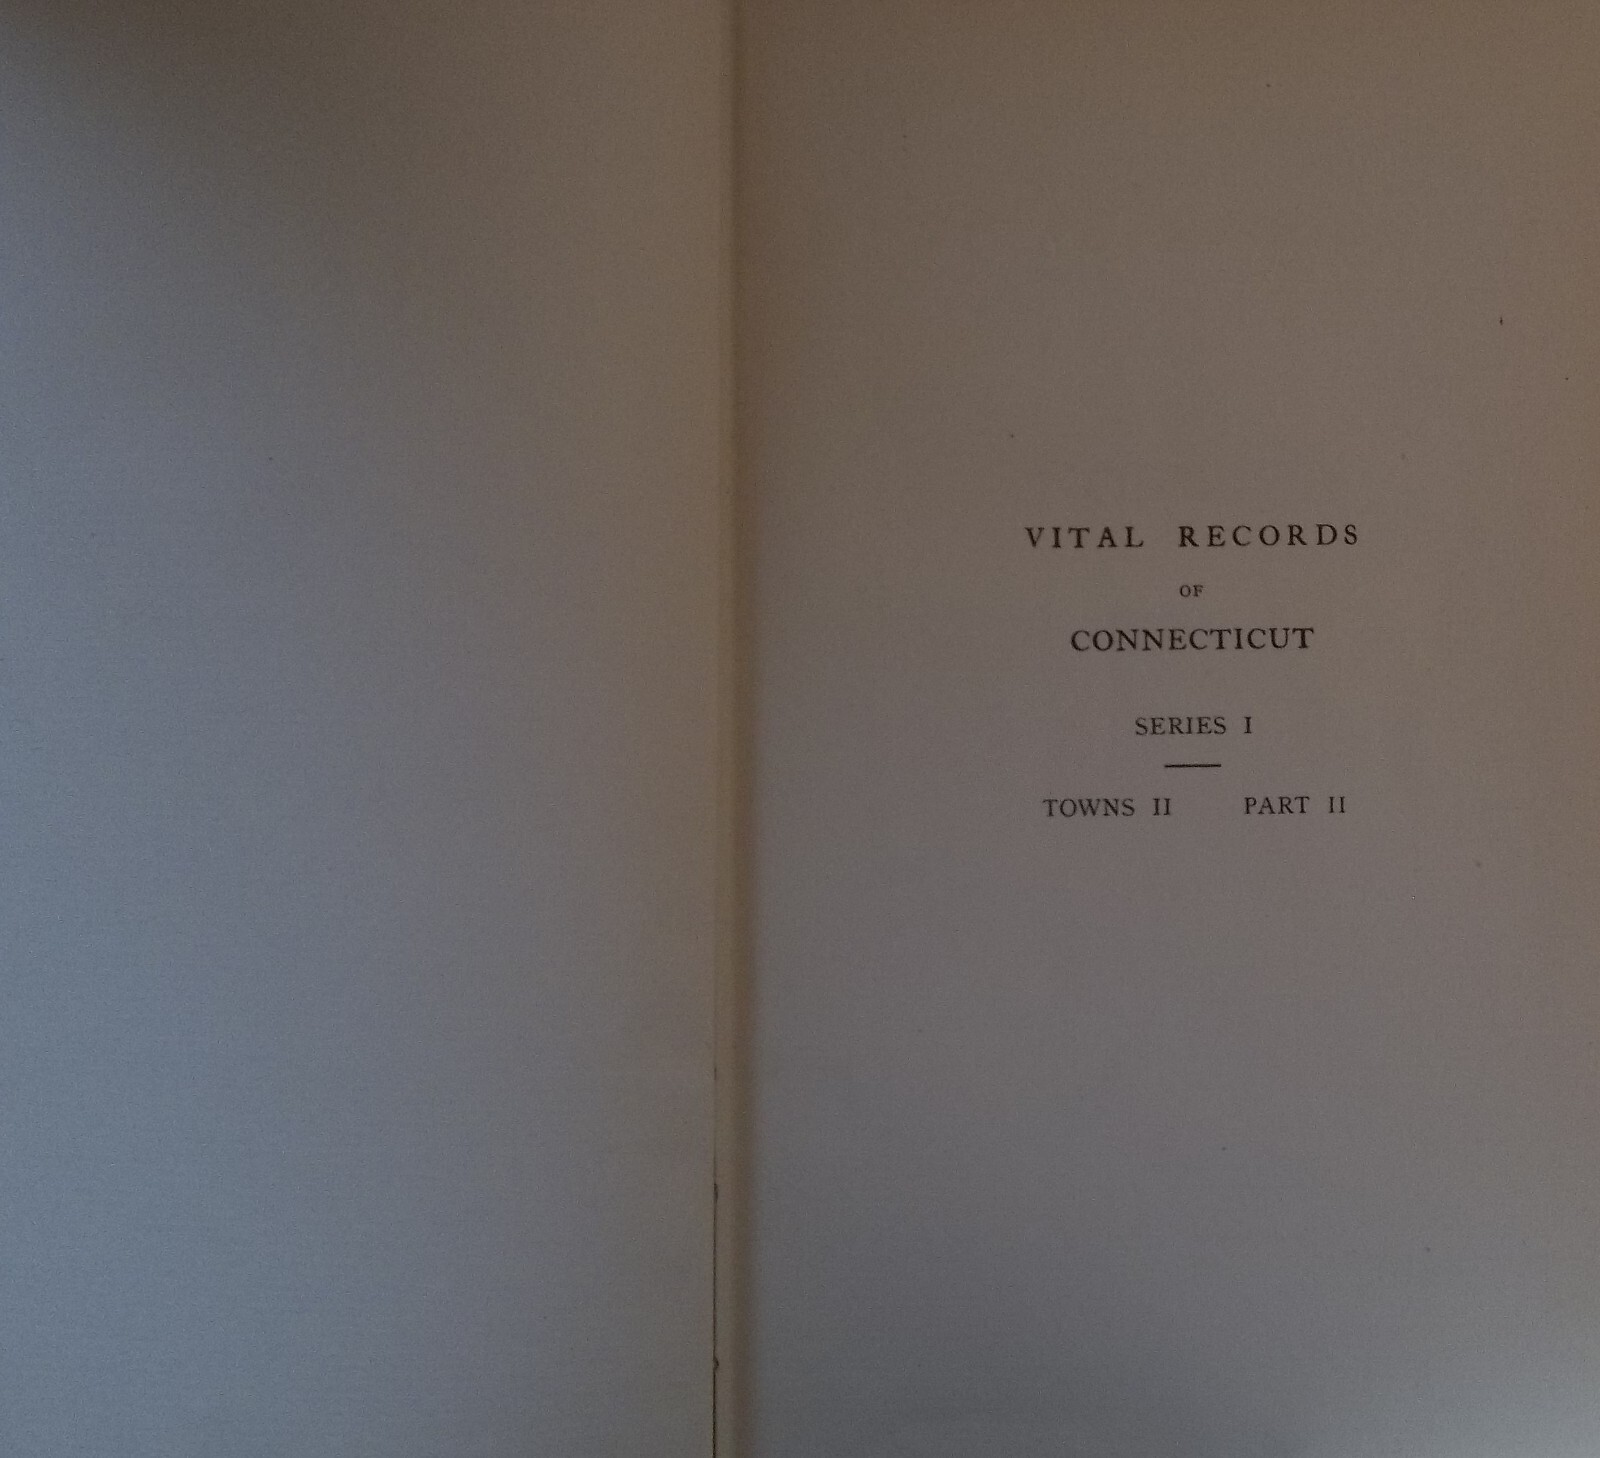 VITAL RECORDS
OF
CONNECTICUT
SERIES I
TOWNS II PART II